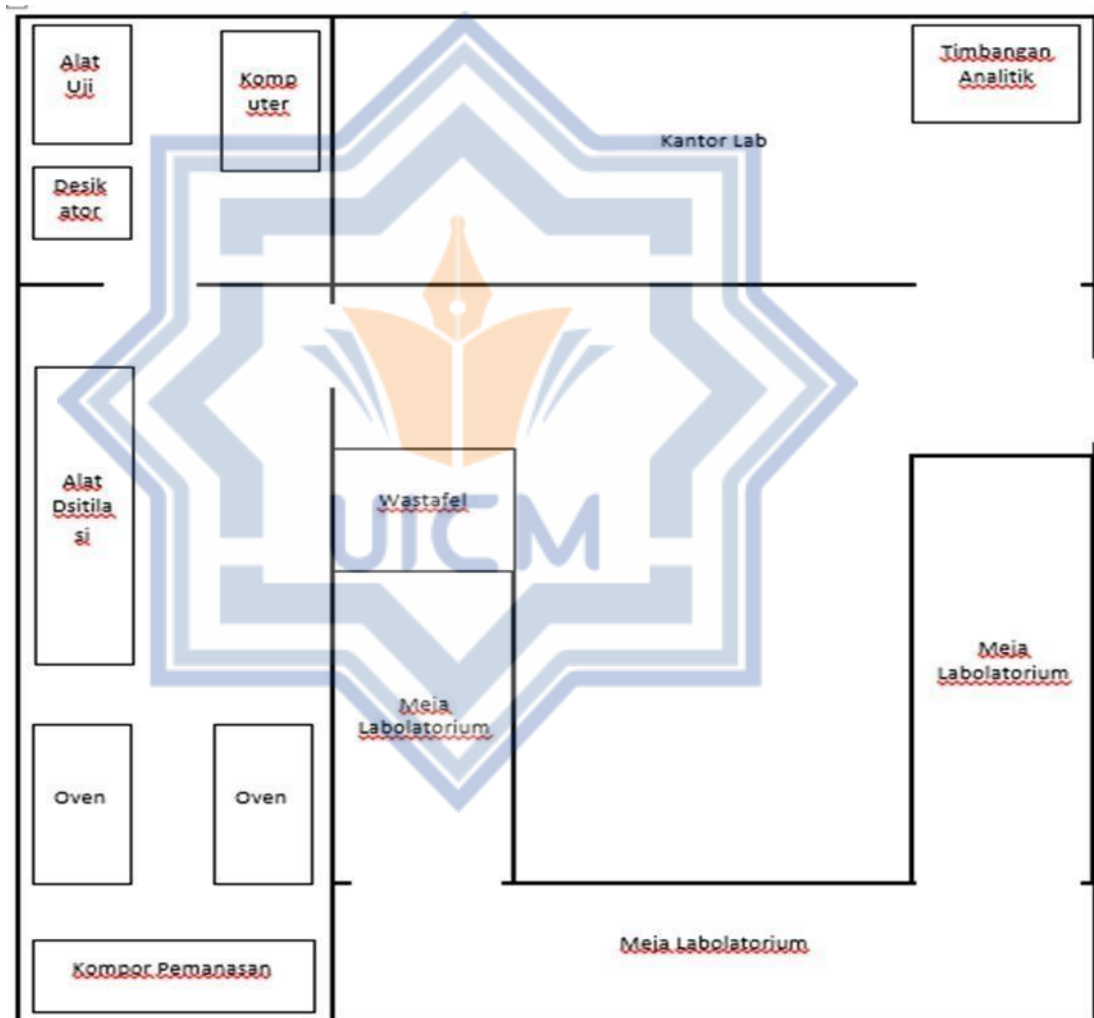 Alat
Uji
Komp
uter
Timbangan
Analitik
Kantor Lab
Desik
ator
Alat
Dsitila
si
Wastafel
UICM
Meja
Labolatorium
Meja
Labolatorium
Oven
Oven
Meja Labolatorium
Kompor Pemanasan